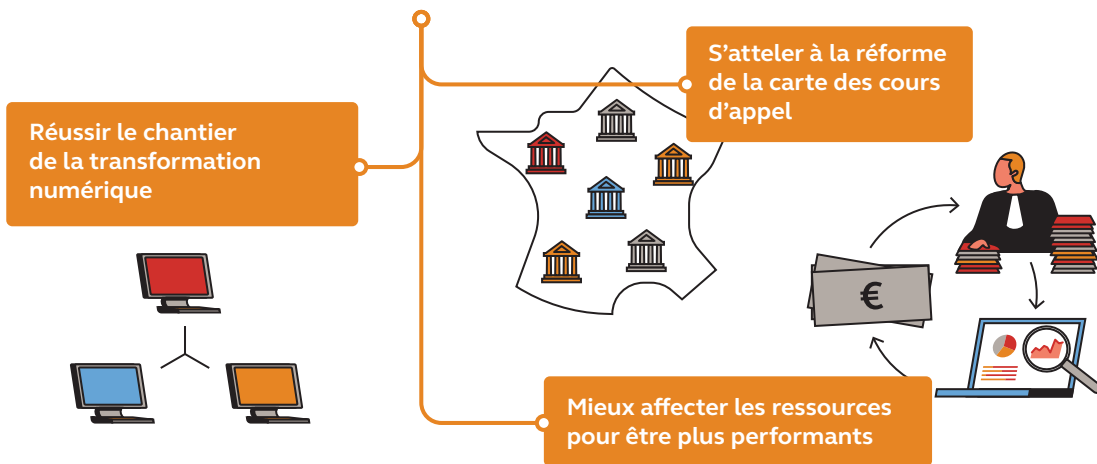 S’atteler à la réforme
de la carte des cours
d’appel
Réussir le chantier
de la transformation
numérique
€
Mieux affecter les ressources
pour être plus performants